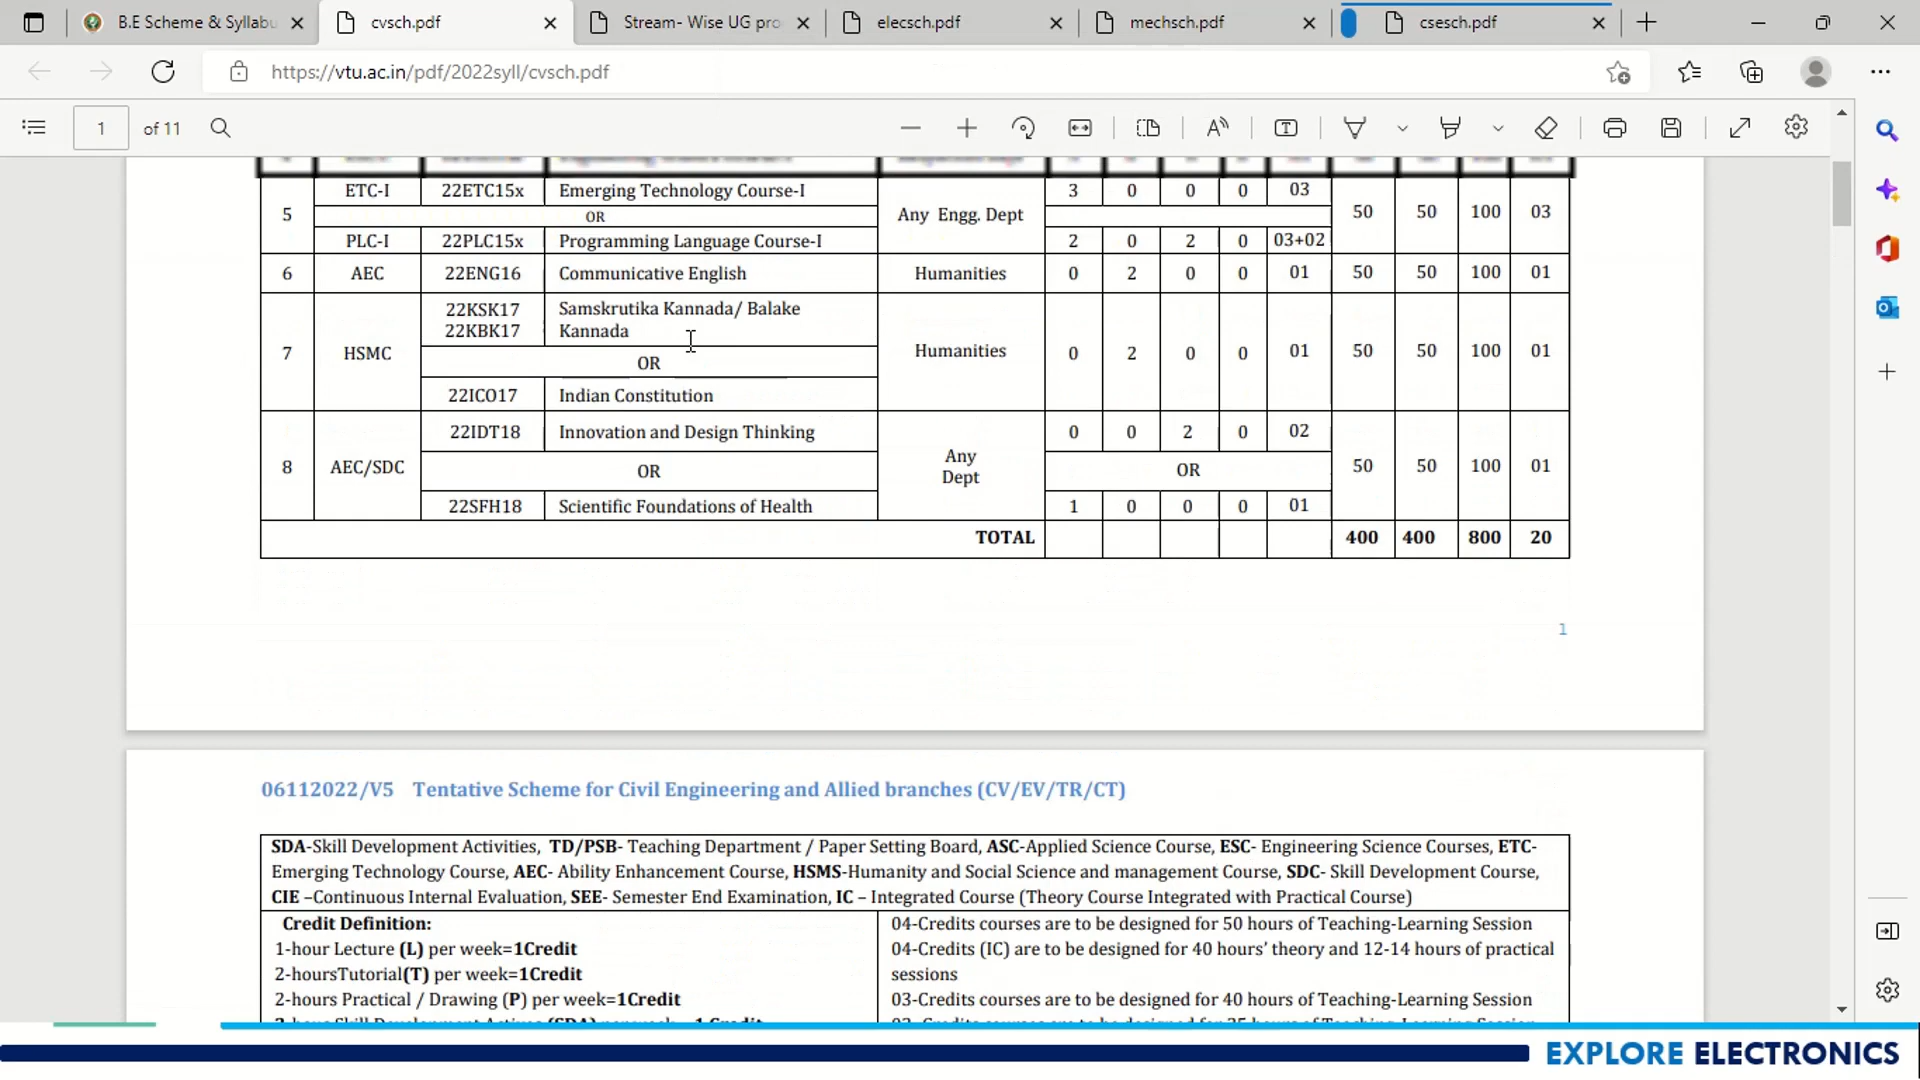 B.E Scheme & Syllabu
cvsch.pdf
Stream- Wise UG pro
elecsch.pdf
mechsch.pdf
csesch.pdf
https://vtu.ac.in/pdf/2022syll/cvsch.pdf
1 of 11
5 ETC-I 22ETC15x Emerging Technology Course-I Any Engg. Dept 3 0 0 0 03 50 50 100 03
OR
PLC-I 22PLC15x Programming Language Course-I 2 0 2 0 03+02
6 AEC 22ENG16 Communicative English Humanities 0 2 0 0 01 50 50 100 01
7 HSMC 22KSK17 Samskrutika Kannada/ Balake Humanities 0 2 0 0 01 50 50 100 01
22KBK17 Kannada
OR
22ICO17 Indian Constitution
8 AEC/SDC 22IDT18 Innovation and Design Thinking Any Dept 0 0 2 0 02 50 50 100 01
OR OR
22SFH18 Scientific Foundations of Health 1 0 0 0 01
TOTAL 400 400 800 20
1
06112022/V5 Tentative Scheme for Civil Engineering and Allied branches (CV/EV/TR/CT)
SDA-Skill Development Activities, TD/PSB- Teaching Department / Paper Setting Board, ASC-Applied Science Course, ESC- Engineering Science Courses, ETC-
Emerging Technology Course, AEC- Ability Enhancement Course, HSMS-Humanity and Social Science and management Course, SDC- Skill Development Course,
CIE –Continuous Internal Evaluation, SEE- Semester End Examination, IC – Integrated Course (Theory Course Integrated with Practical Course)
Credit Definition:
1-hour Lecture (L) per week=1Credit
2-hoursTutorial(T) per week=1Credit
2-hours Practical / Drawing (P) per week=1Credit
04-Credits courses are to be designed for 50 hours of Teaching-Learning Session
04-Credits (IC) are to be designed for 40 hours' theory and 12-14 hours of practical
sessions
03-Credits courses are to be designed for 40 hours of Teaching-Learning Session
EXPLORE ELECTRONICS